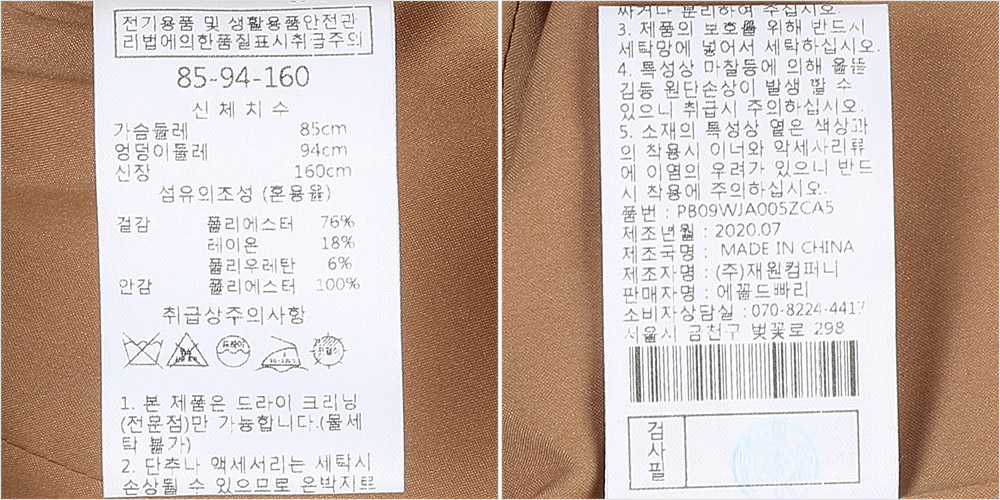 전기용품 및 생활용품안전관
리법에의한품질표시취급주의
85-94-160
신체치수
가슴둘레 85cm
엉덩이둘레 94cm
신장 160cm
섬유의조성 (혼용율)
겉감 폴리에스터 76%
레이온 18%
폴리우레탄 6%
안감 폴리에스터 100%
취급상주의사항
드라이
1. 본 제품은 드라이 크리닝
(전문점)만 가능합니다.(물세
탁 불가)
2. 단추나 액세서리는 세탁시
손상될 수 있으므로 은박지로
싸거나 분리하여 주십시오.
3. 제품의 보호를 위해 반드시
세탁망에 넣어서 세탁하십시오.
4. 특성상 마찰등에 의해 올뜯
김등 원단손상이 발생 할 수
있으니 취급시 주의하십시오.
5. 소재의 특성상 옅은 색상과
의 착용시 이너와 악세사리류
에 이염의 우려가 있으니 반드
시 착용에 주의하십시오.
품번 : PB09WJA005ZCA5
제조년월 : 2020.07
제조국명 : MADE IN CHINA
제조자명 : (주)재원컴퍼니
판매자명 : 에꼴드빠리
소비자상담실 : 070-8224-4417
서울시 금천구 벚꽃로 298
검사필